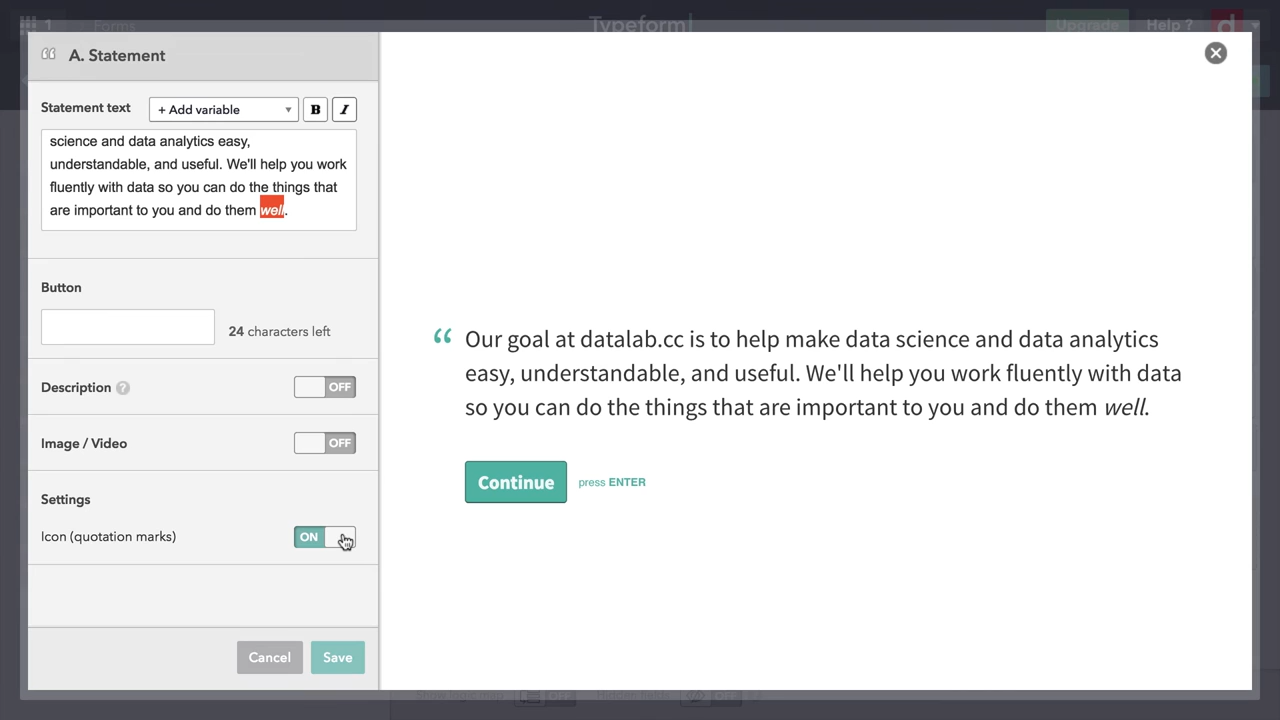 1
Forms
Typeform
Upgrade
Help ?
d
“ A. Statement
Statement text
+ Add variable
B
I
science and data analytics easy,
understandable, and useful. We'll help you work
fluently with data so you can do the things that
are important to you and do them well.
Button
24 characters left
Description ?
OFF
Image / Video
OFF
Settings
Icon (quotation marks)
ON
Cancel
Save
“ Our goal at datalab.cc is to help make data science and data analytics
easy, understandable, and useful. We'll help you work fluently with data
so you can do the things that are important to you and do them well.
Continue
press ENTER
OFF
OFF